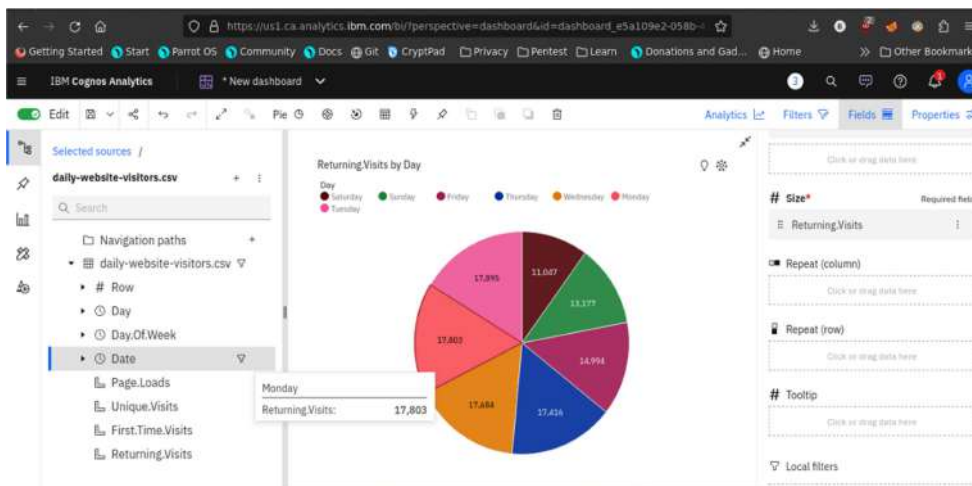 https://us1.ca.analytics.ibm.com/bi/?perspective=dashboard&id=dashboard_e5a109e2-058b-4
Getting Started Start Parrot OS Community Docs Git CryptPad Privacy Pentest Learn Donations and Gad... Home Other Bookmark
IBM Cognos Analytics * New dashboard 3
Edit Pie Analytics Filters Fields Properties
Selected sources /
daily-website-visitors.csv
Search
Navigation paths
daily-website-visitors.csv
# Row
Day
Day.Of.Week
Date
Page.Loads
Unique.Visits
First.Time.Visits
Returning.Visits
Returning.Visits by Day
Day
Saturday Sunday Friday Thursday Wednesday Monday
Tuesday
17,895 11,047
13,177
17,803
14,994
17,684 17,416
Monday
Returning.Visits: 17,803
Click or drag data here
# Size* Required fiel
Returning.Visits
Repeat (column)
Click or drag data here
Repeat (row)
Click or drag data here
# Tooltip
Click or drag data here
Local filters